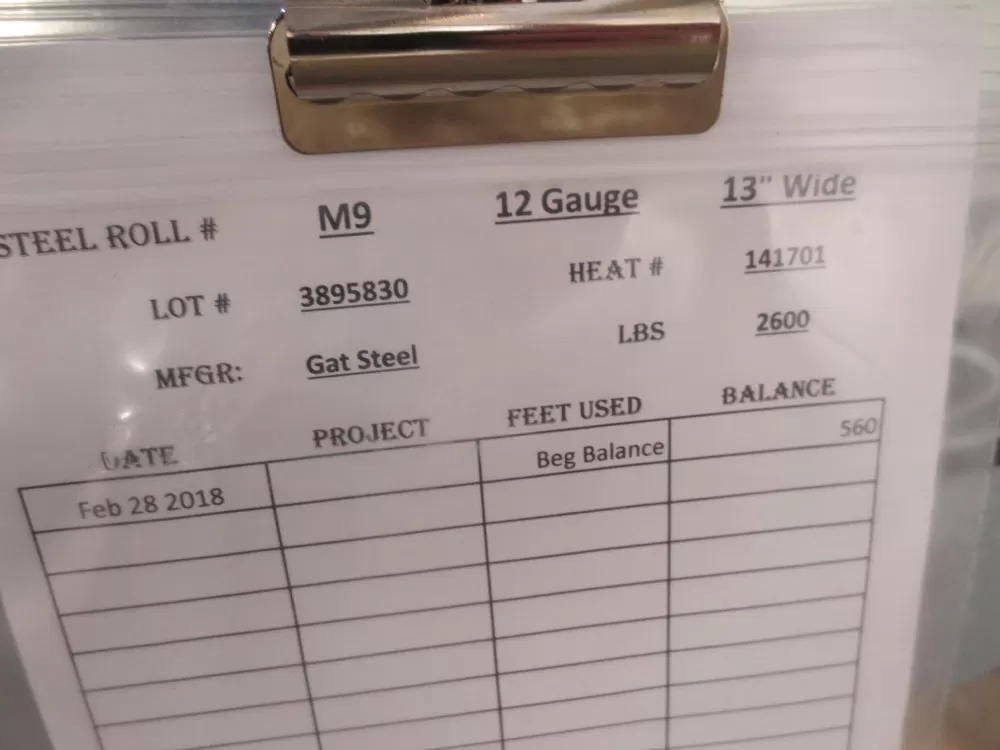 STEEL ROLL # M9 12 Gauge 13" Wide
LOT # 3895830 HEAT # 141701
MFGR: Gat Steel LBS 2600
DATE PROJECT FEET USED BALANCE
Feb 28 2018 Beg Balance 560